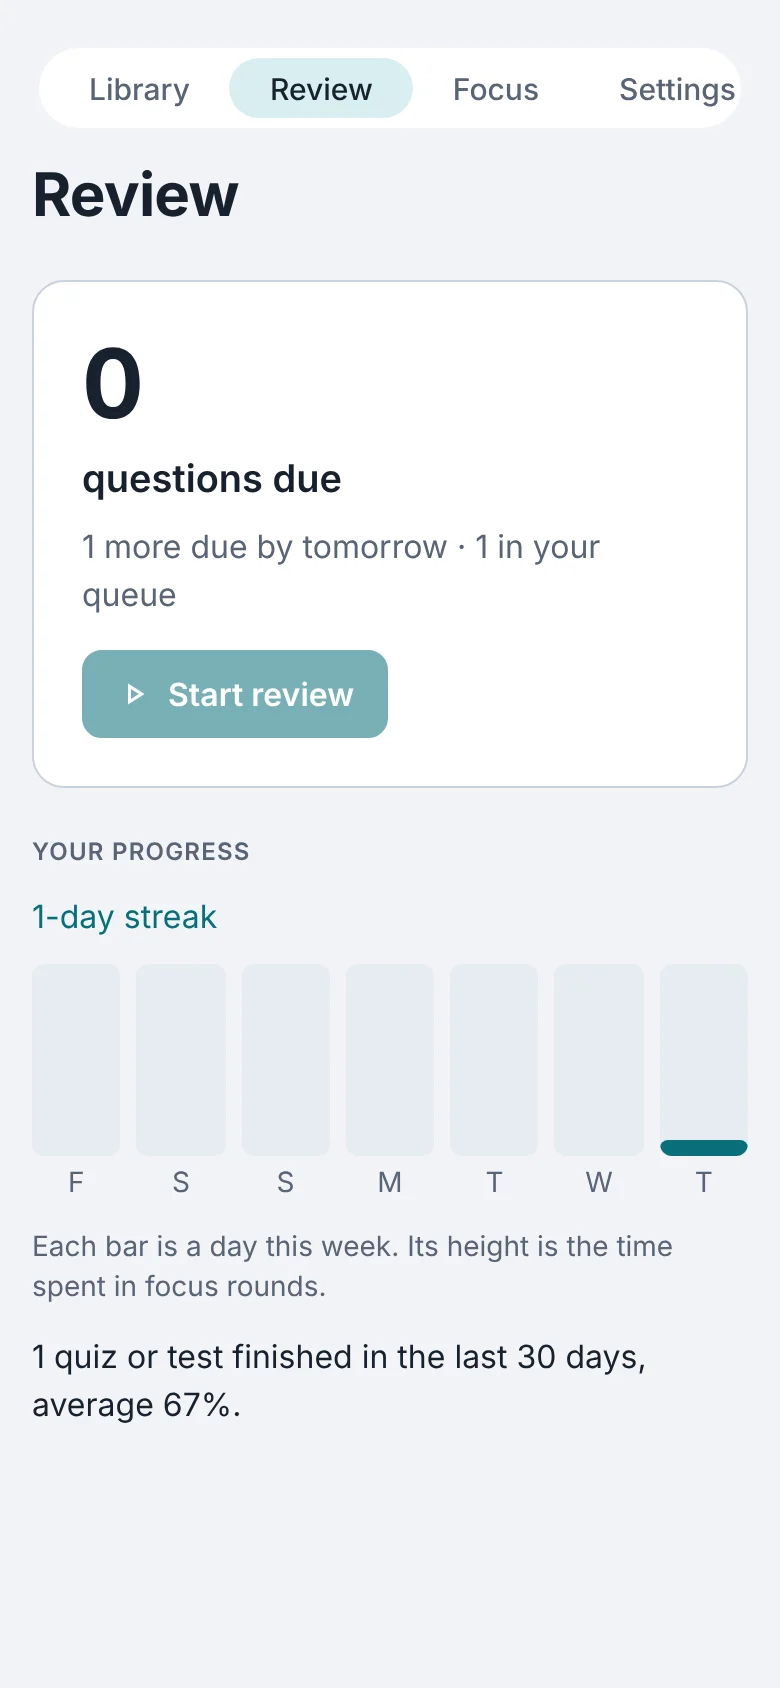 Library Review Focus Settings
Review
0
questions due
1 more due by tomorrow · 1 in your
queue
Start review
YOUR PROGRESS
1-day streak
F S S M T W T
Each bar is a day this week. Its height is the time
spent in focus rounds.
1 quiz or test finished in the last 30 days,
average 67%.